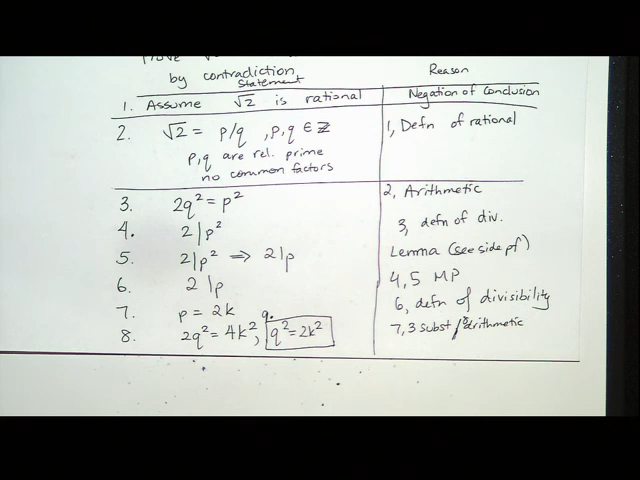 Prove
by contradiction
Statement Reason
1. Assume √2 is rational Negation of Conclusion
2. √2 = p/q , p,q ∈ ℤ 1, Defn of rational
p,q are rel. prime
no common factors
3. 2q² = p² 2, Arithmetic
4. 2|p² 3, defn of div.
5. 2|p² ⟹ 2|p Lemma (see side pf)
6. 2|p 4,5 MP
7. p = 2k 6, defn of divisibility
8. 2q² = 4k², q² = 2k² 7,3 subst / arithmetic